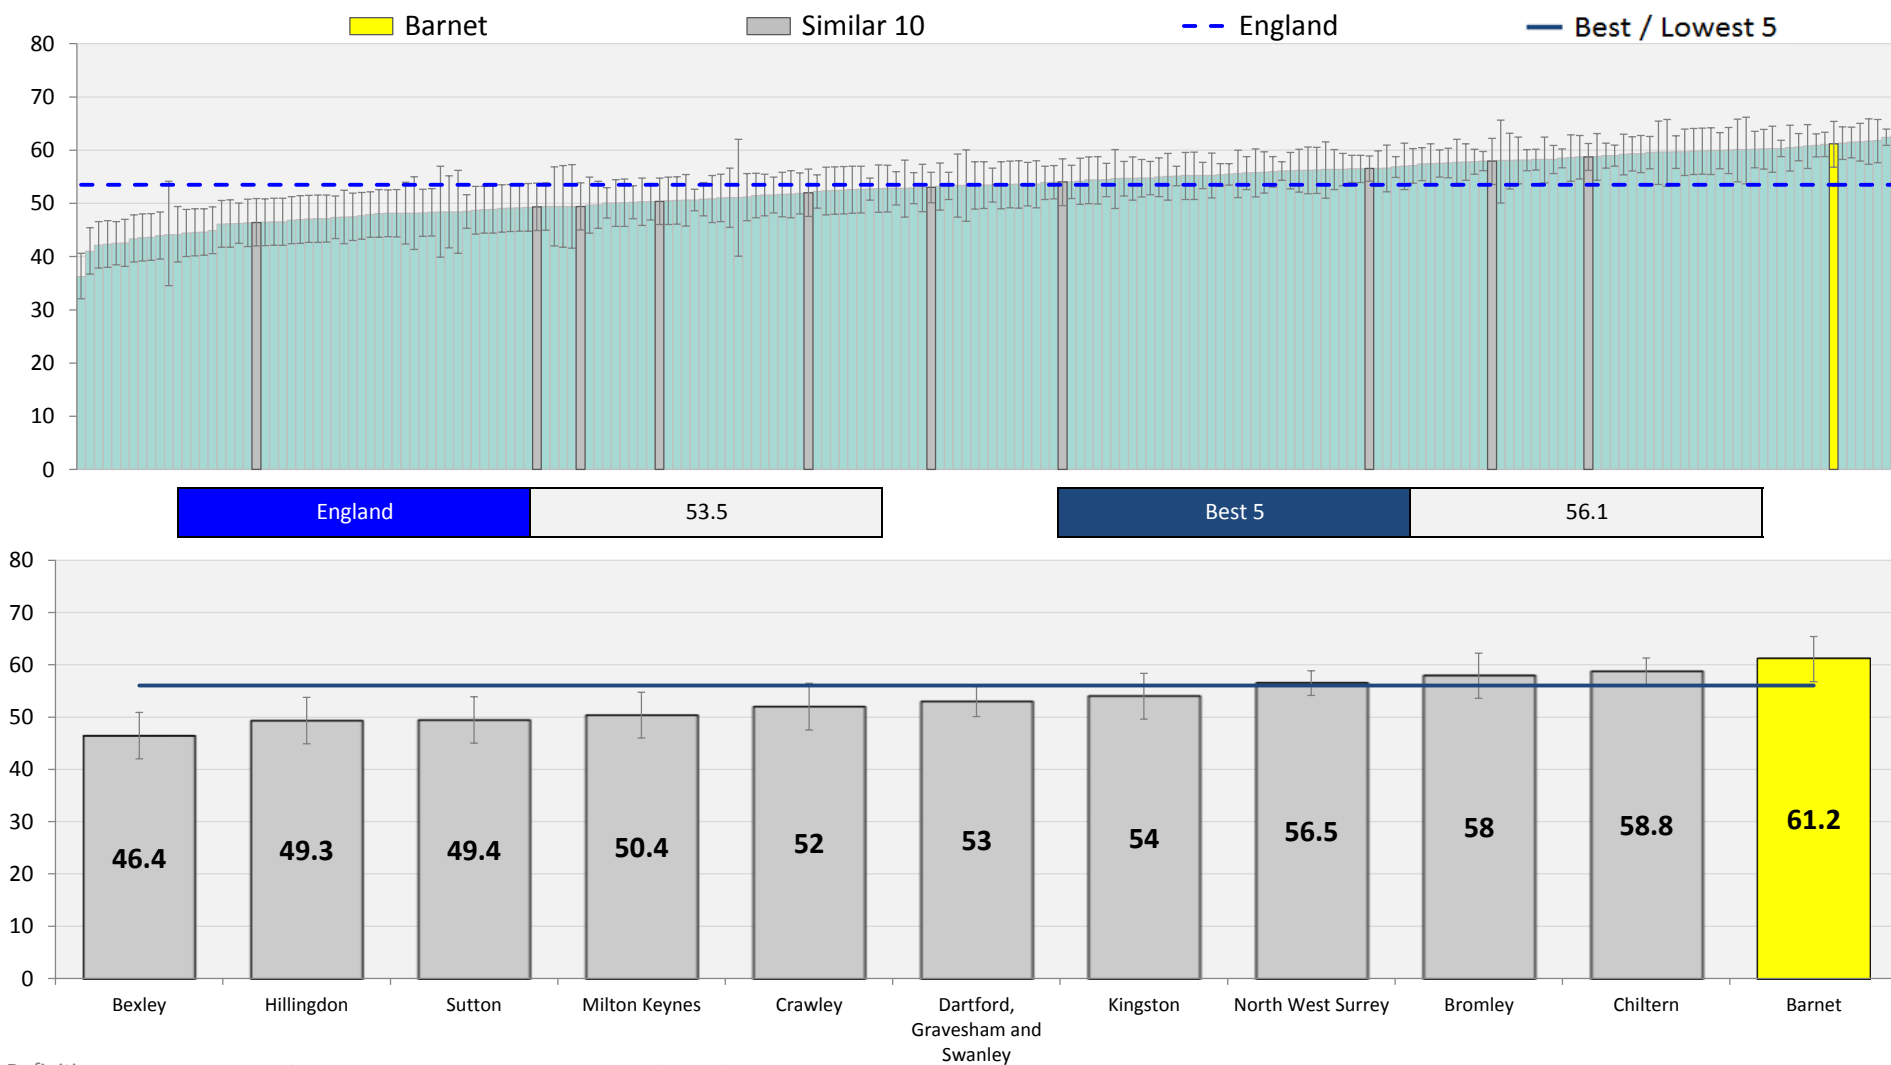 Barnet
Similar 10
England
Best / Lowest 5
80
70
60
50
40
30
20
10
0
England 53.5
Best 5 56.1
80
70
60
50
40
30
20
10
0
46.4 49.3 49.4 50.4 52 53 54 56.5 58 58.8 61.2
Bexley Hillingdon Sutton Milton Keynes Crawley Dartford, Kingston North West Surrey Bromley Chiltern Barnet
Gravesham and
Swanley